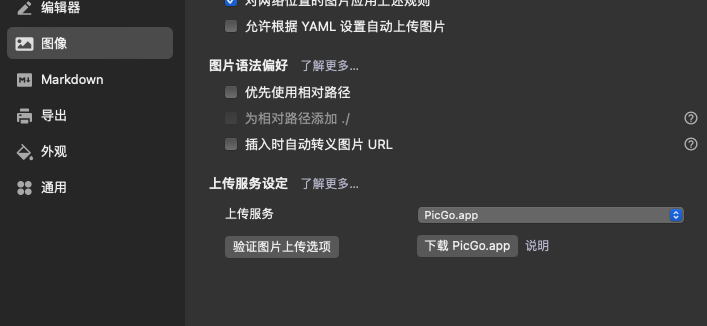 编辑器
图像
Markdown
导出
外观
通用
对网络位置的图片应用上述规则
允许根据 YAML 设置自动上传图片
图片语法偏好 了解更多...
优先使用相对路径
为相对路径添加 ./
插入时自动转义图片 URL
上传服务设定 了解更多...
上传服务 PicGo.app
验证图片上传选项 下载 PicGo.app 说明